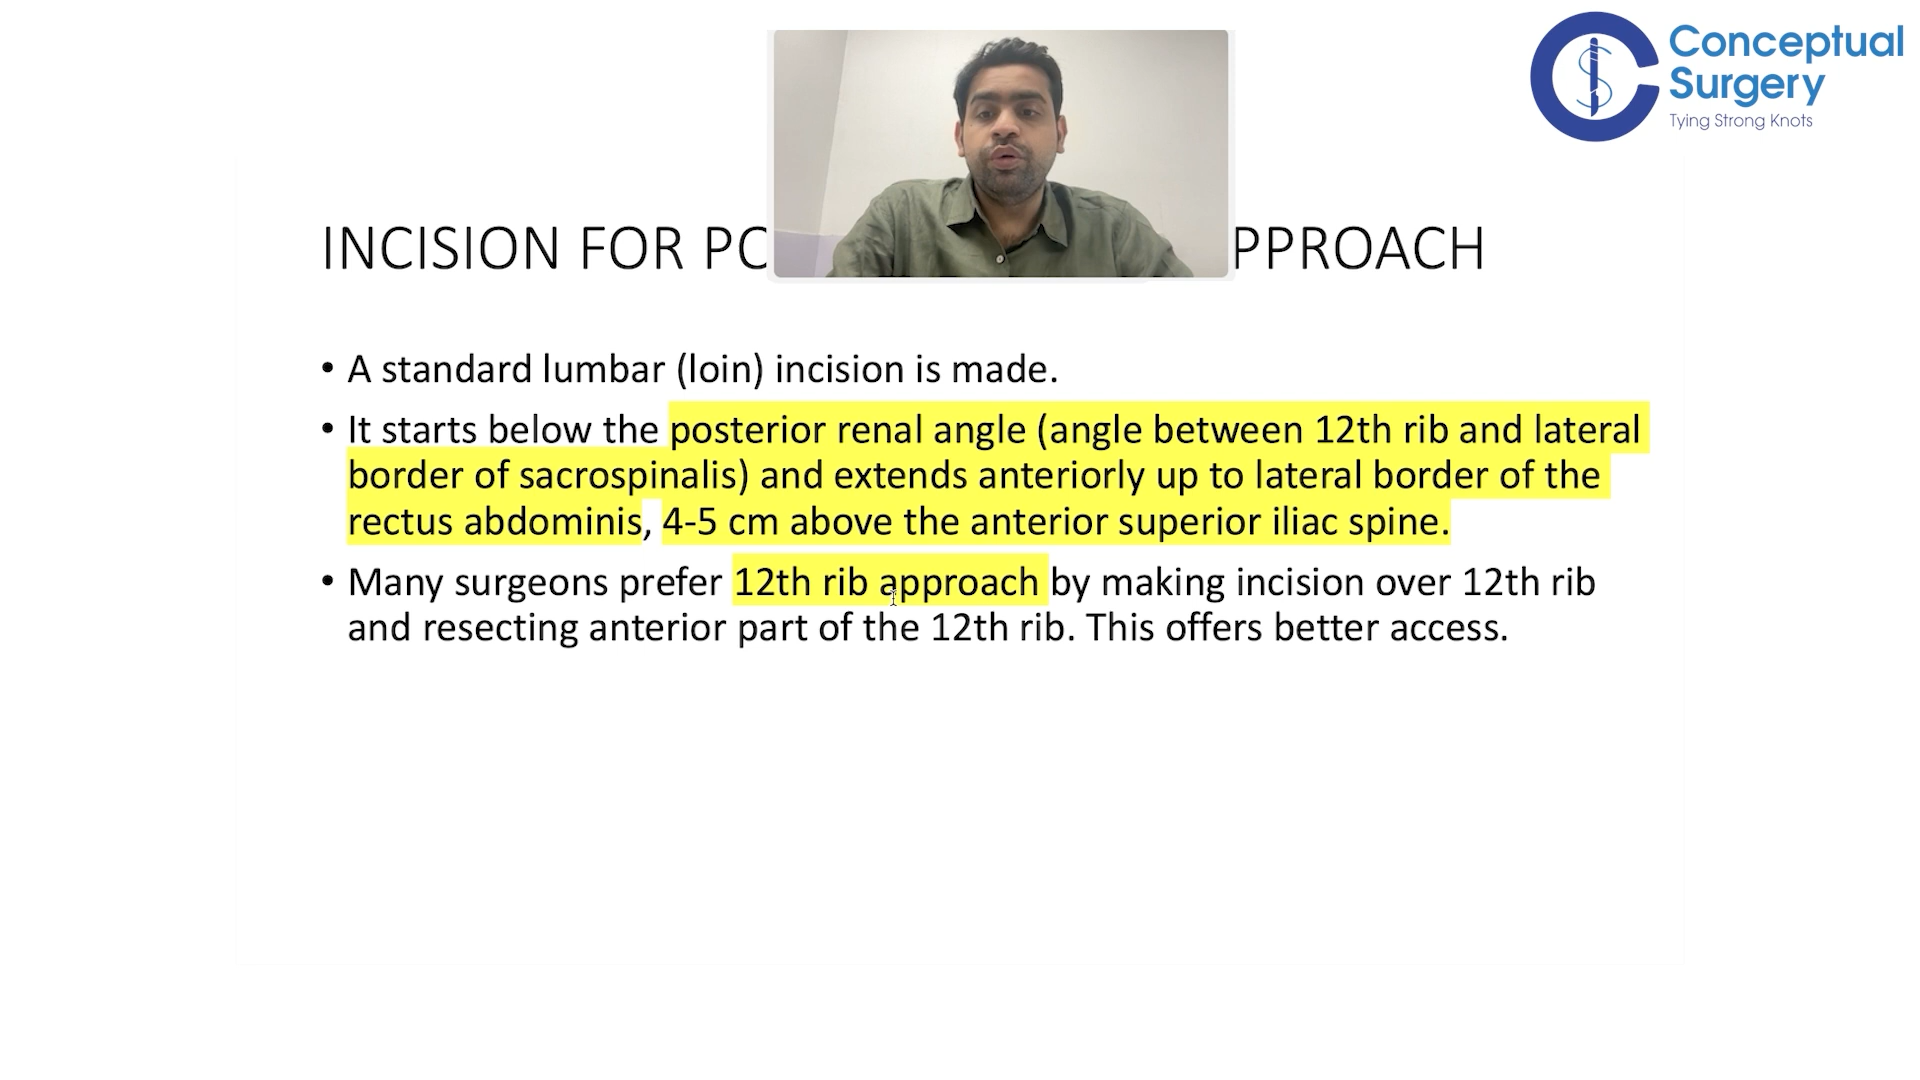 Conceptual
Surgery
Tying Strong Knots
INCISION FOR PO PPROACH
• A standard lumbar (loin) incision is made.
• It starts below the posterior renal angle (angle between 12th rib and lateral
border of sacrospinalis) and extends anteriorly up to lateral border of the
rectus abdominis, 4-5 cm above the anterior superior iliac spine.
• Many surgeons prefer 12th rib approach by making incision over 12th rib
and resecting anterior part of the 12th rib. This offers better access.